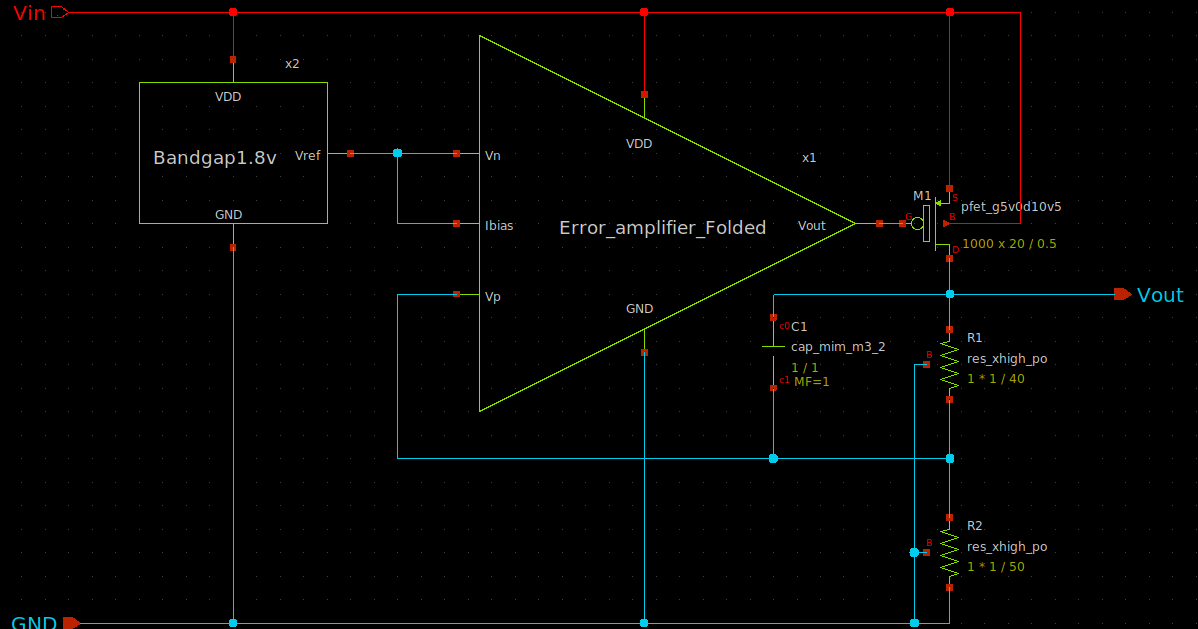 Vin
x2
VDD
Bandgap1.8v
Vref
GND
Vn
Ibias
Vp
VDD
x1
Error_amplifier_Folded
Vout
GND
M1
S
G
B
D
pfet_g5v0d10v5
1000 x 20 / 0.5
Vout
c0
C1
cap_mim_m3_2
1 / 1
c1
MF=1
R1
B
res_xhigh_po
1 * 1 / 40
R2
B
res_xhigh_po
1 * 1 / 50
GND